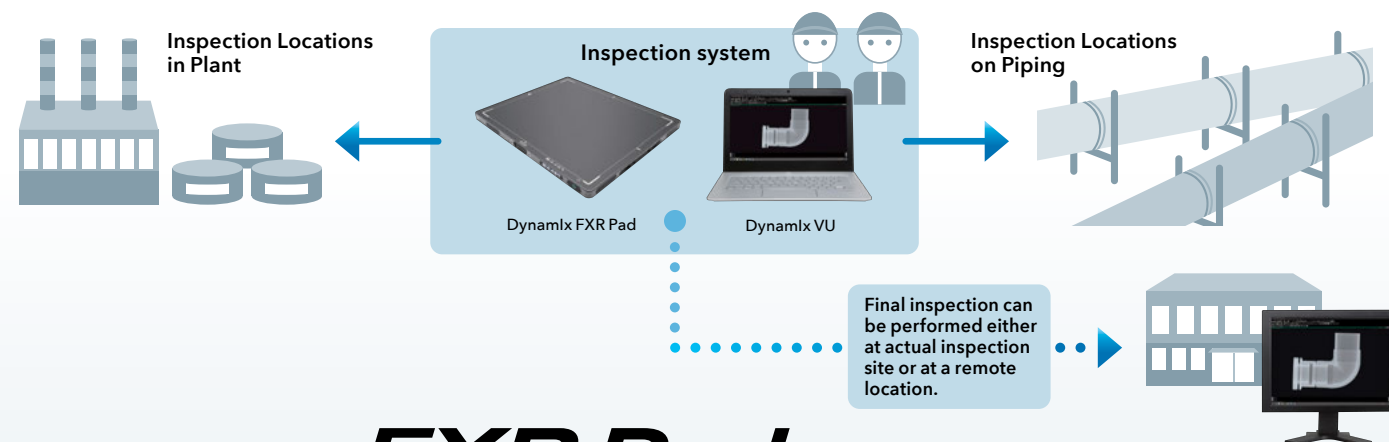 Inspection Locations
in Plant
Inspection system
Inspection Locations
on Piping
DynamIx FXR Pad
DynamIx VU
Final inspection can
be performed either
at actual inspection
site or at a remote
location.